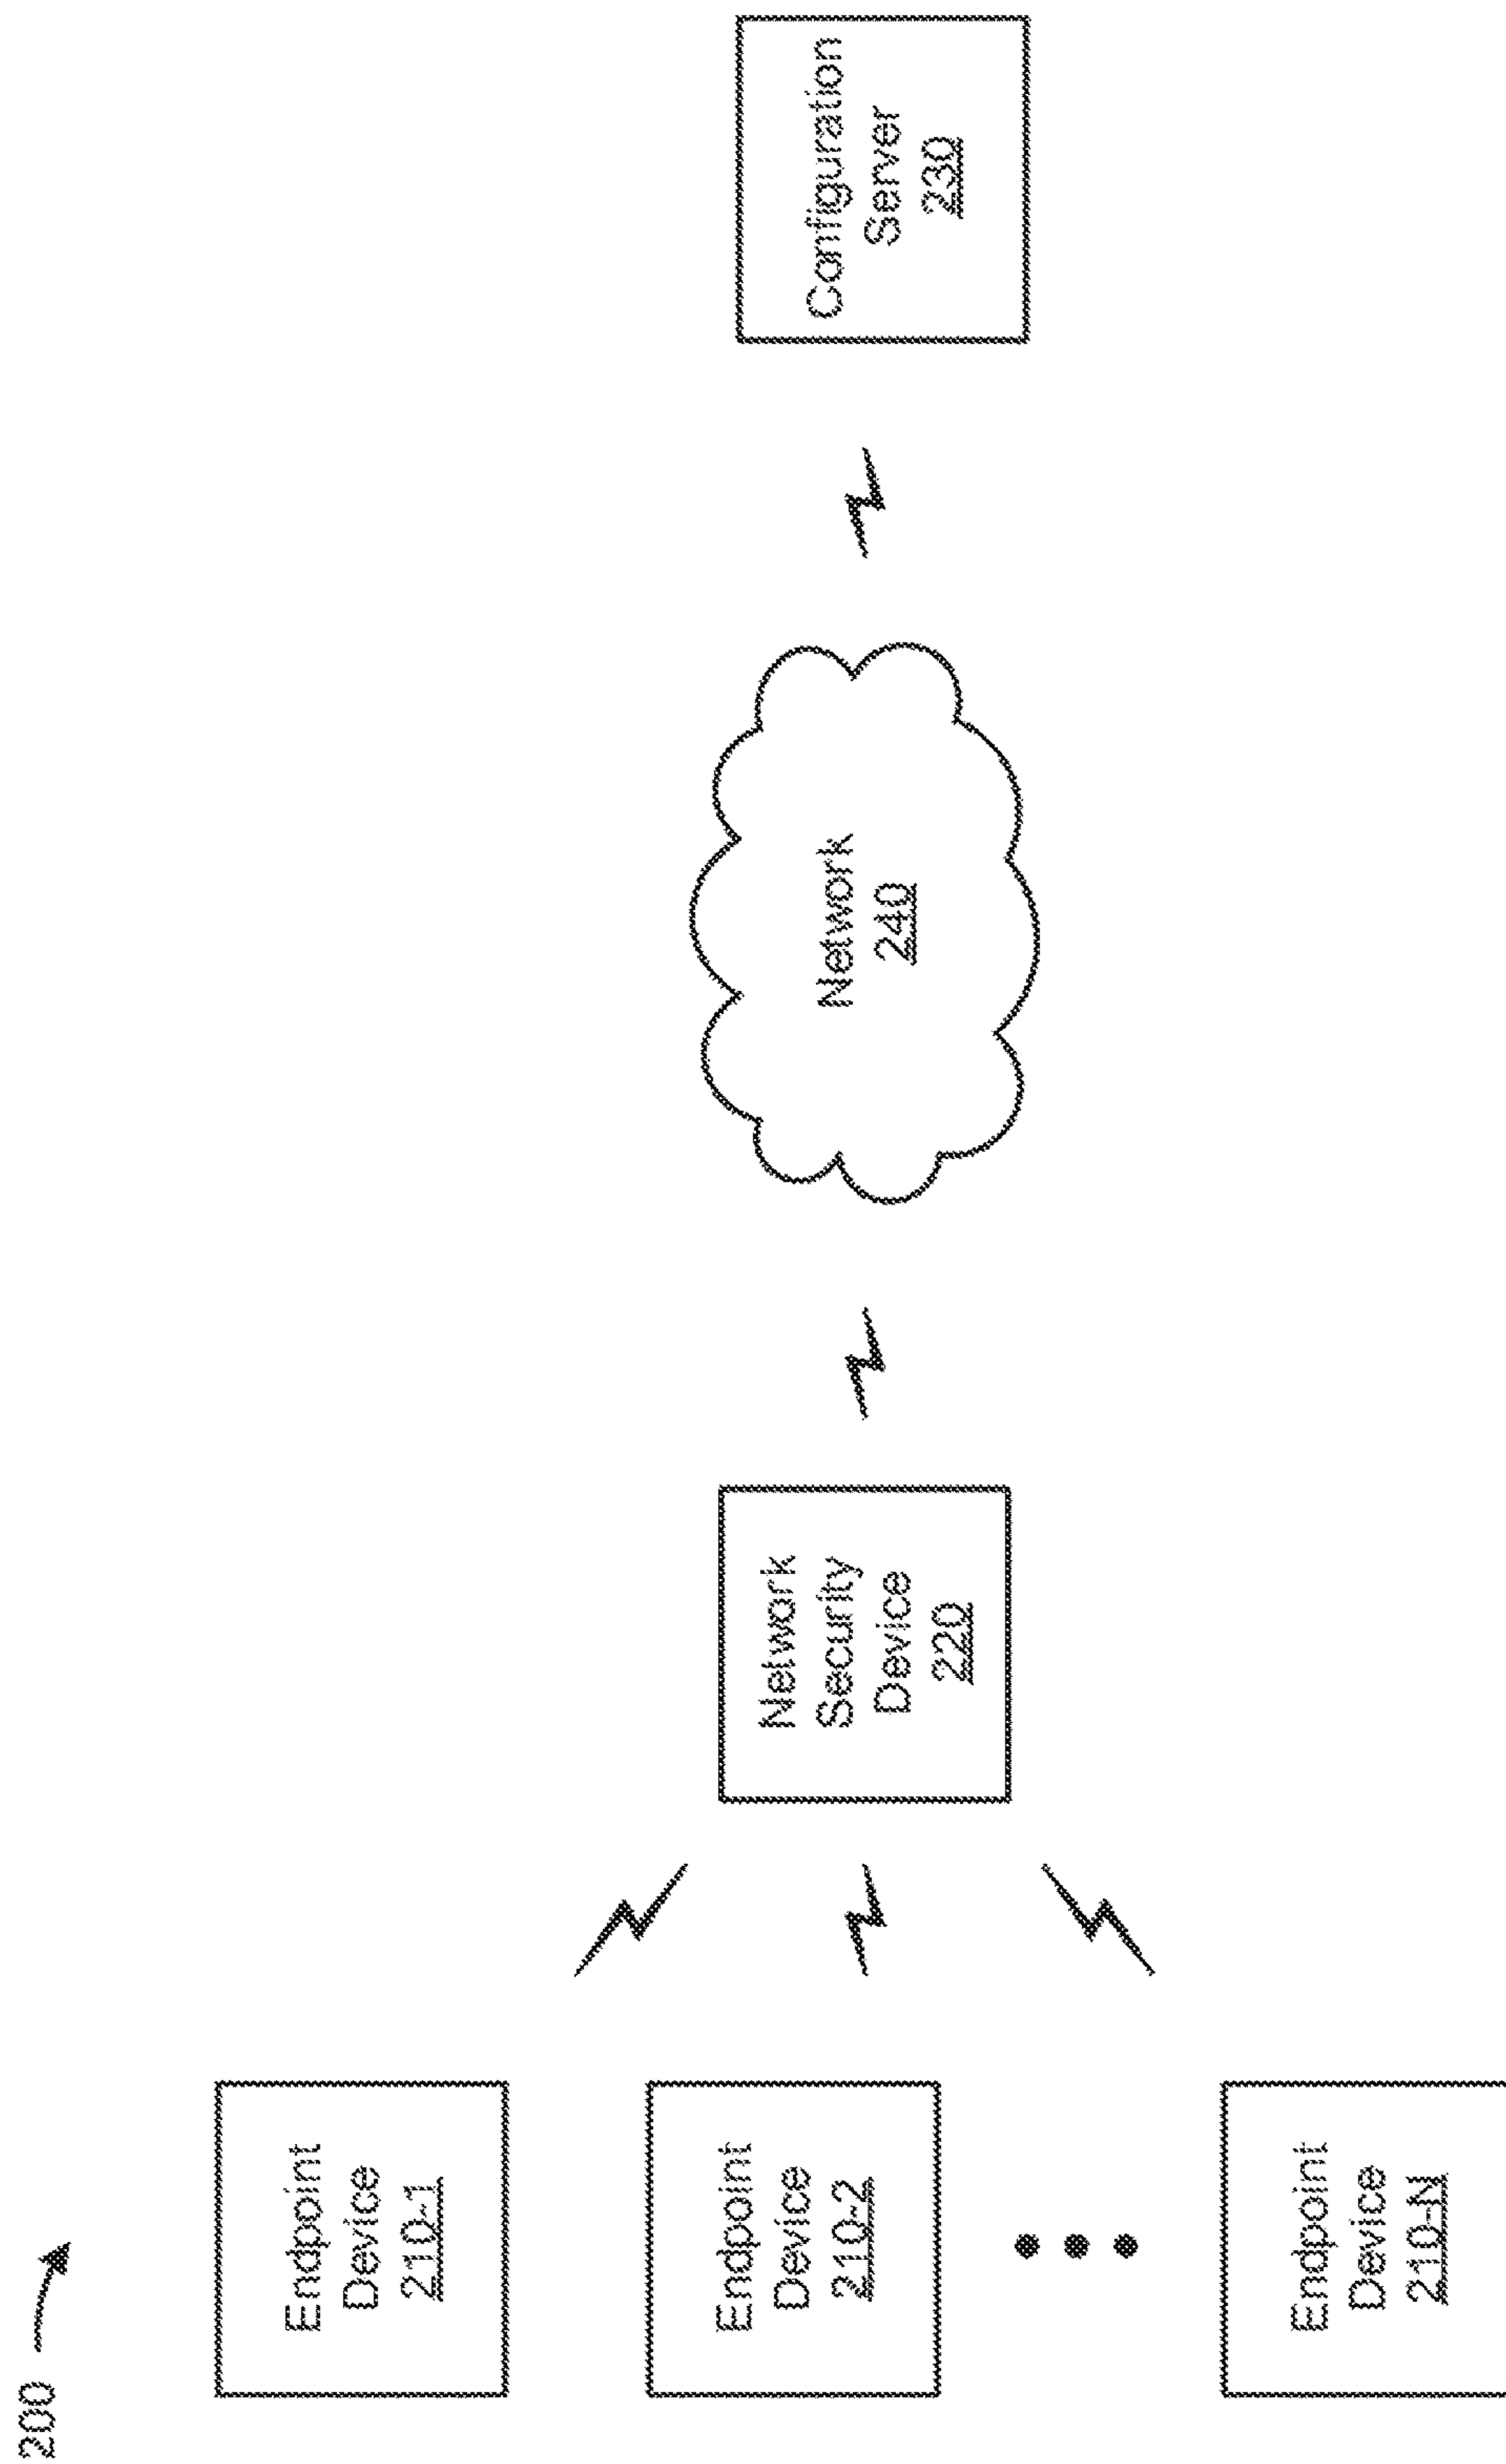 200
Endpoint
Device
210-1
Endpoint
Device
210-2
Endpoint
Device
210-N
Network
Security
Device
220
Network
240
Configuration
Server
230